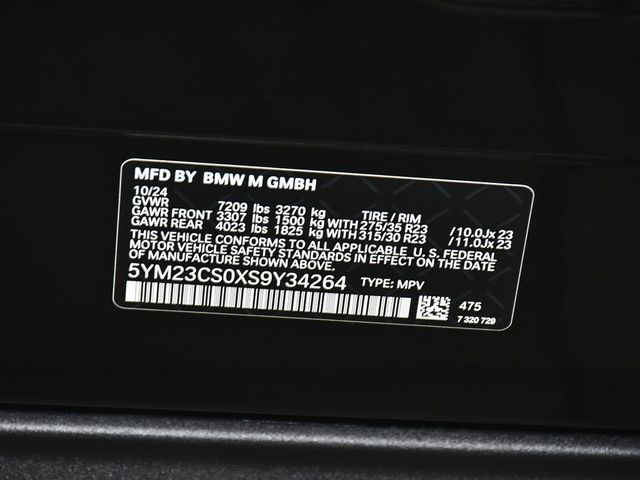 MFD BY BMW M GMBH
10/24
GVWR 7209 lbs 3270 kg TIRE / RIM
GAWR FRONT 3307 lbs 1500 kg WITH 275/35 R23 /10.0Jx 23
GAWR REAR 4023 lbs 1825 kg WITH 315/30 R23 /11.0Jx 23
THIS VEHICLE CONFORMS TO ALL APPLICABLE U.S. FEDERAL
MOTOR VEHICLE SAFETY STANDARDS IN EFFECT ON THE
DATE OF MANUFACTURE SHOWN ABOVE.
5YM23CS0XS9Y34264 TYPE: MPV
475
7 320 729